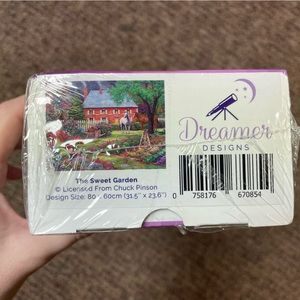 Dreamer
DESIGNS
The Sweet Garden
© Licensed From Chuck Pinson
Design Size: 80 x 60cm (31.5" x 23.6")
0 758176 670854